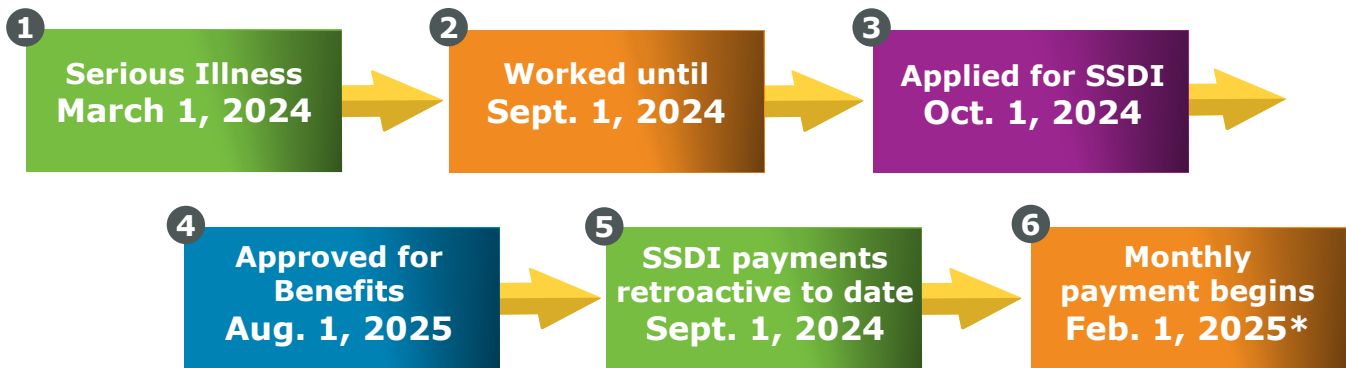 1
Serious Illness
March 1, 2024
2
Worked until
Sept. 1, 2024
3
Applied for SSDI
Oct. 1, 2024
4
Approved for
Benefits
Aug. 1, 2025
5
SSDI payments
retroactive to date
Sept. 1, 2024
6
Monthly
payment begins
Feb. 1, 2025*